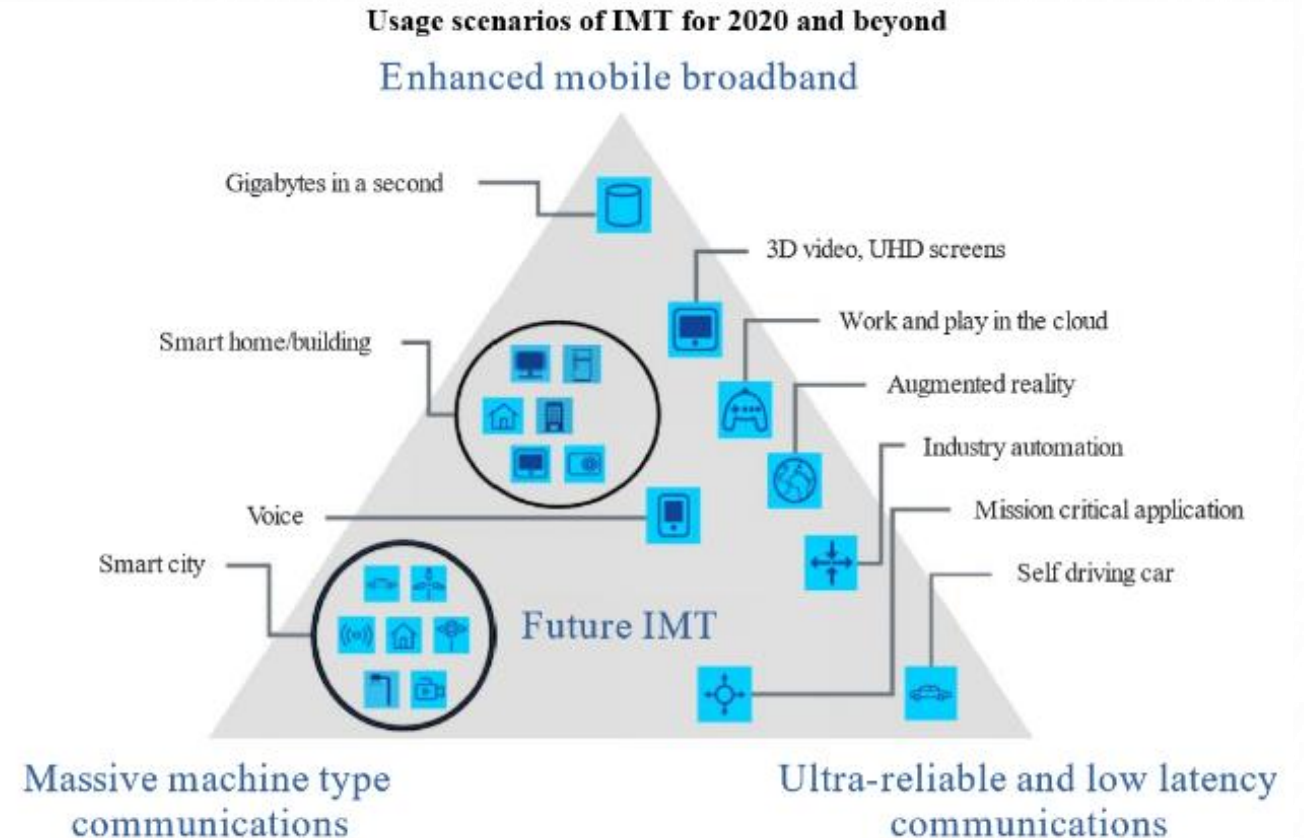 Usage scenarios of IMT for 2020 and beyond
Enhanced mobile broadband
Gigabytes in a second
3D video, UHD screens
Smart home/building
Work and play in the cloud
Augmented reality
Industry automation
Voice
Mission critical application
Smart city
Self driving car
Future IMT
Massive machine type
communications
Ultra-reliable and low latency
communications